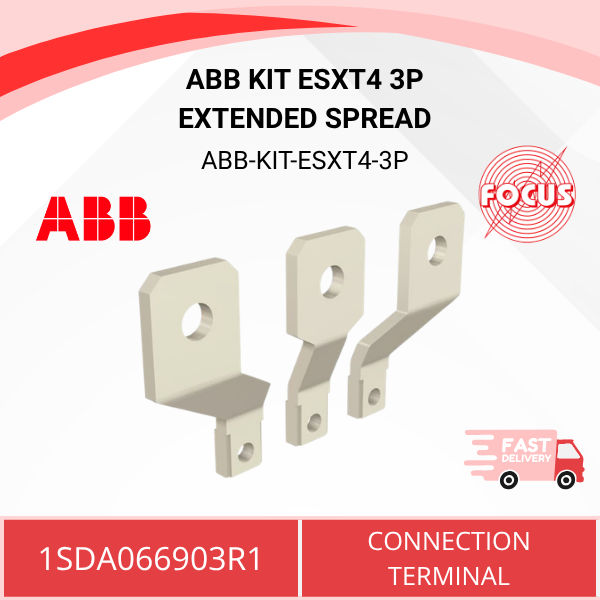 ABB KIT ESXT4 3P
EXTENDED SPREAD
ABB-KIT-ESXT4-3P
ABB
FOCUS
FAST
DELIVERY
1SDA066903R1
CONNECTION
TERMINAL